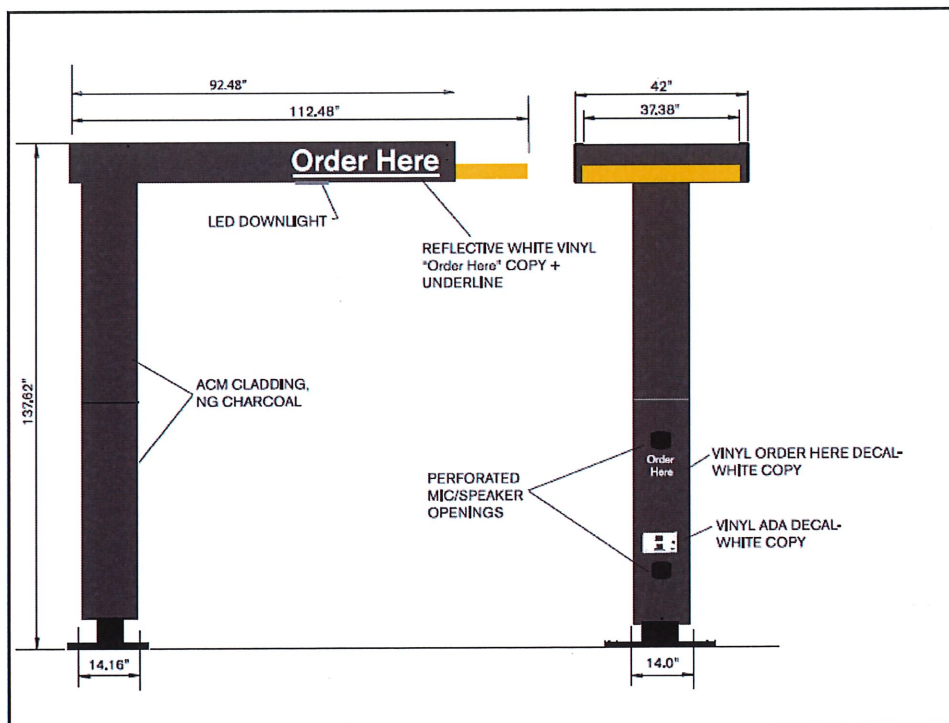 92.48"
42"
112.48"
37.38"
Order Here
LED DOWNLIGHT
REFLECTIVE WHITE VINYL
"Order Here" COPY +
UNDERLINE
137.62"
ACM CLADDING,
NG CHARCOAL
Order
Here
VINYL ORDER HERE DECAL-
WHITE COPY
PERFORATED
MIC/SPEAKER
OPENINGS
VINYL ADA DECAL-
WHITE COPY
14.16"
14.0"